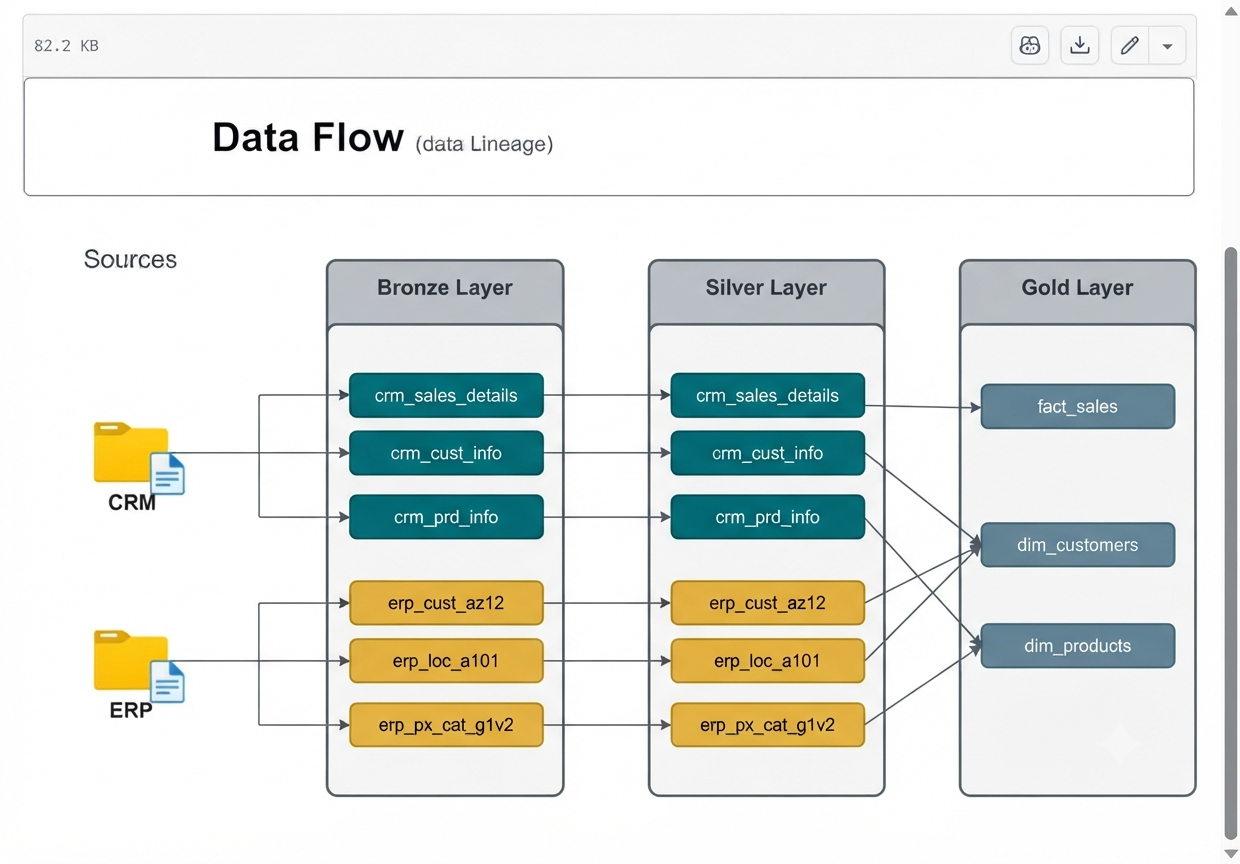 82.2 KB
Data Flow (data Lineage)
Sources
Bronze Layer
Silver Layer
Gold Layer
crm_sales_details
crm_sales_details
fact_sales
crm_cust_info
crm_cust_info
CRM
crm_prd_info
crm_prd_info
dim_customers
erp_cust_az12
erp_cust_az12
dim_products
erp_loc_a101
erp_loc_a101
ERP
erp_px_cat_g1v2
erp_px_cat_g1v2